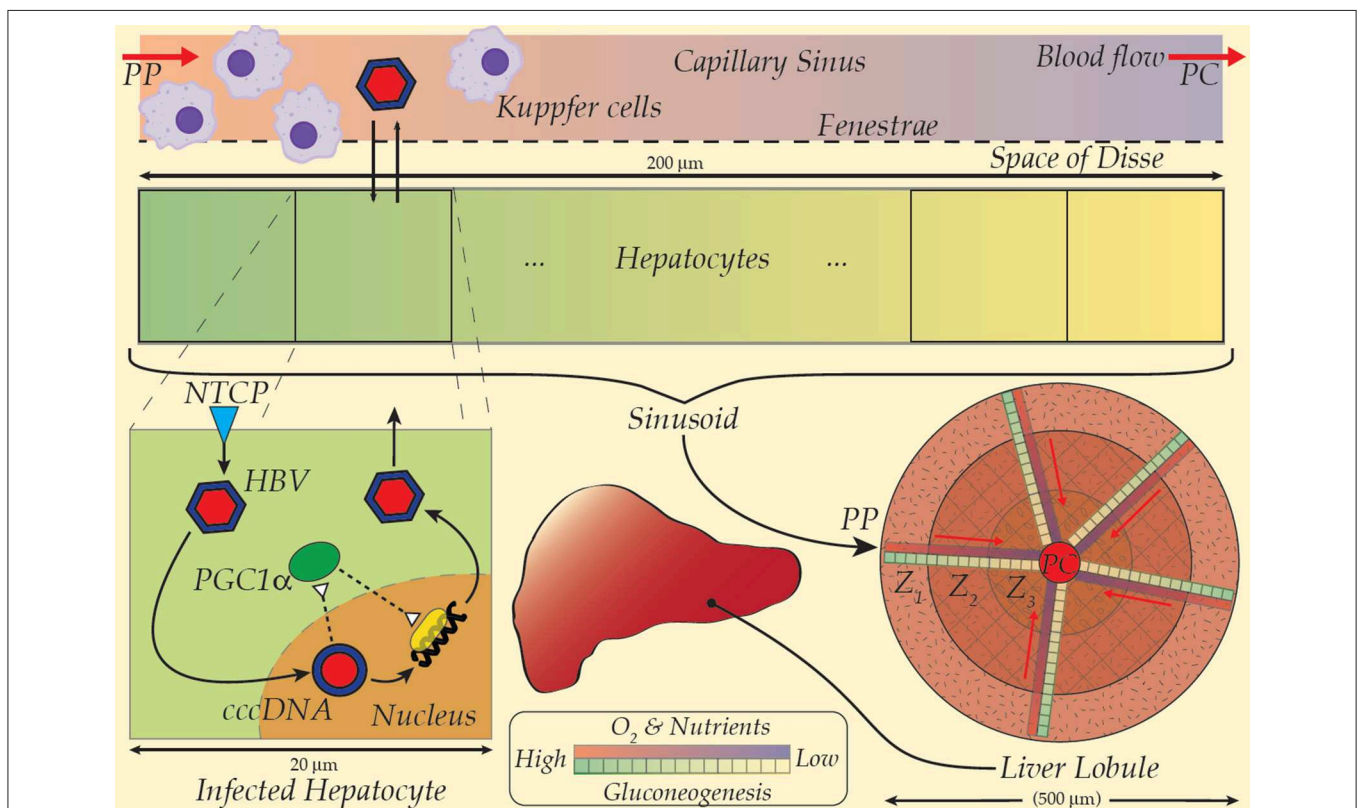 PP
Capillary Sinus
Blood flow
PC
Kuppfer cells
Fenestrae
Space of Disse
200 µm
... Hepatocytes ...
NTCP
HBV
PGC1α
cccDNA
Nucleus
20 µm
Infected Hepatocyte
Sinusoid
PP
PC
Z1 Z2 Z3
O2 & Nutrients
High Low
Gluconeogenesis
Liver Lobule
(500 µm)